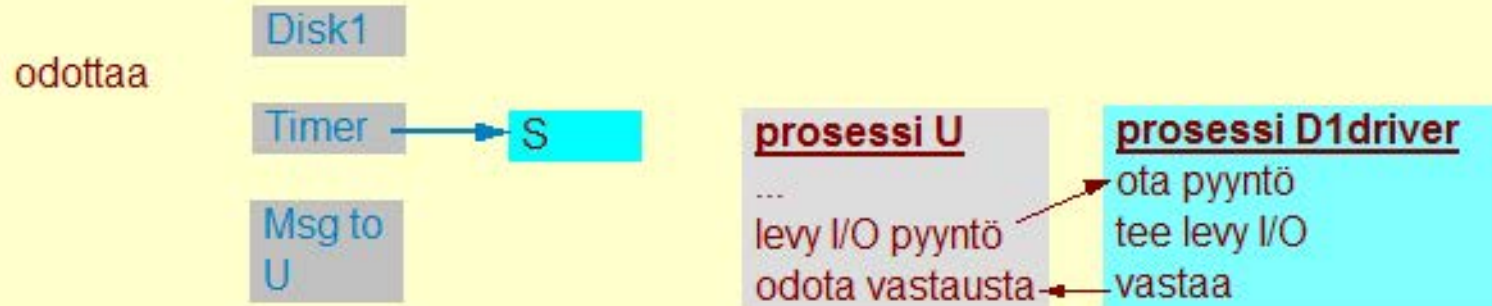 odottaa
Disk1
Timer
S
Msg to
U
prosessi U
...
levy I/O pyyntö
odota vastausta
prosessi D1driver
ota pyyntö
tee levy I/O
vastaa